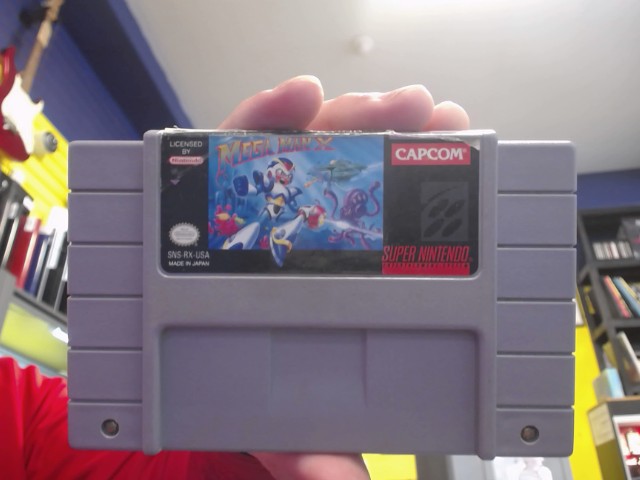 LICENSED
BY
Nintendo
MEGA MAN X
CAPCOM
SNS-RX-USA
MADE IN JAPAN
SUPER NINTENDO